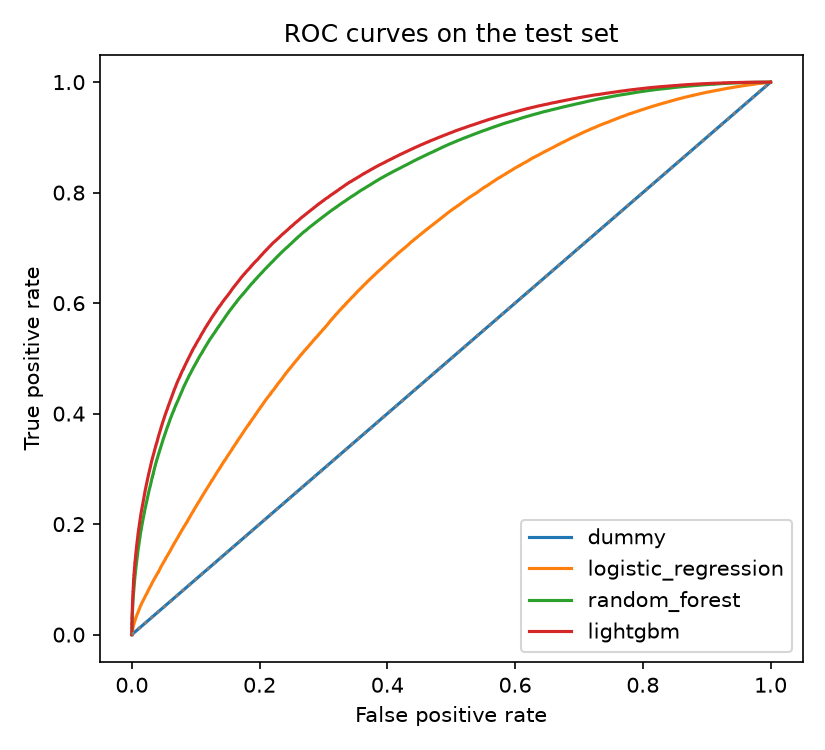 ROC curves on the test set
True positive rate
1.0
0.8
0.6
0.4
0.2
0.0
0.0 0.2 0.4 0.6 0.8 1.0
False positive rate
dummy
logistic_regression
random_forest
lightgbm